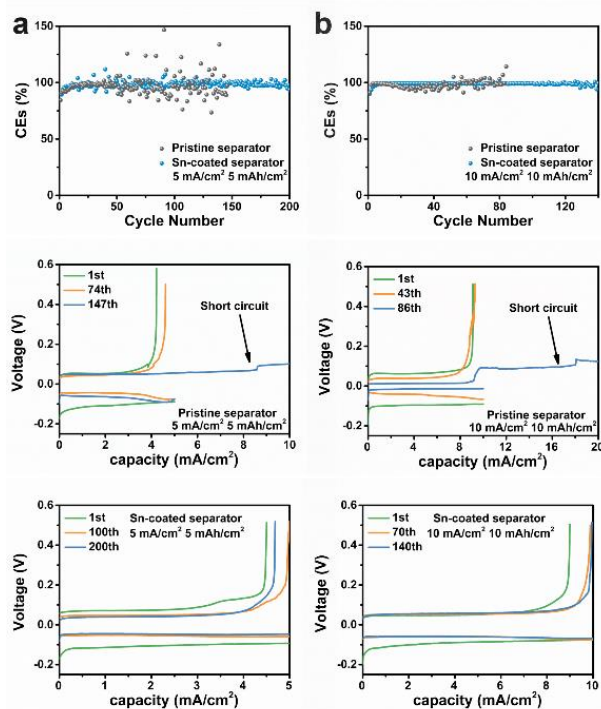 a
150
100
50
0
CEs (%)
Pristine separator
Sn-coated separator
5 mA/cm² 5 mAh/cm²
0 50 100 150 200
Cycle Number
b
150
100
50
0
CEs (%)
Pristine separator
Sn-coated separator
10 mA/cm² 10 mAh/cm²
0 50 100
Cycle Number
0.6
0.4
0.2
0.0
-0.2
Voltage (V)
1st
74th
147th
Short circuit
Pristine separator
5 mA/cm² 5 mAh/cm²
0 2 4 6 8 10
capacity (mA/cm²)
0.6
0.4
0.2
0.0
-0.2
Voltage (V)
1st
43th
86th
Short circuit
Pristine separator
10 mA/cm² 10 mAh/cm²
0 4 8 12 16 20
capacity (mA/cm²)
0.6
0.4
0.2
0.0
-0.2
Voltage (V)
1st
100th
200th
Sn-coated separator
5 mA/cm² 5 mAh/cm²
0 1 2 3 4 5
capacity (mA/cm²)
0.6
0.4
0.2
0.0
-0.2
Voltage (V)
1st
70th
140th
Sn-coated separator
10 mA/cm² 10 mAh/cm²
0 2 4 6 8 10
capacity (mA/cm²)